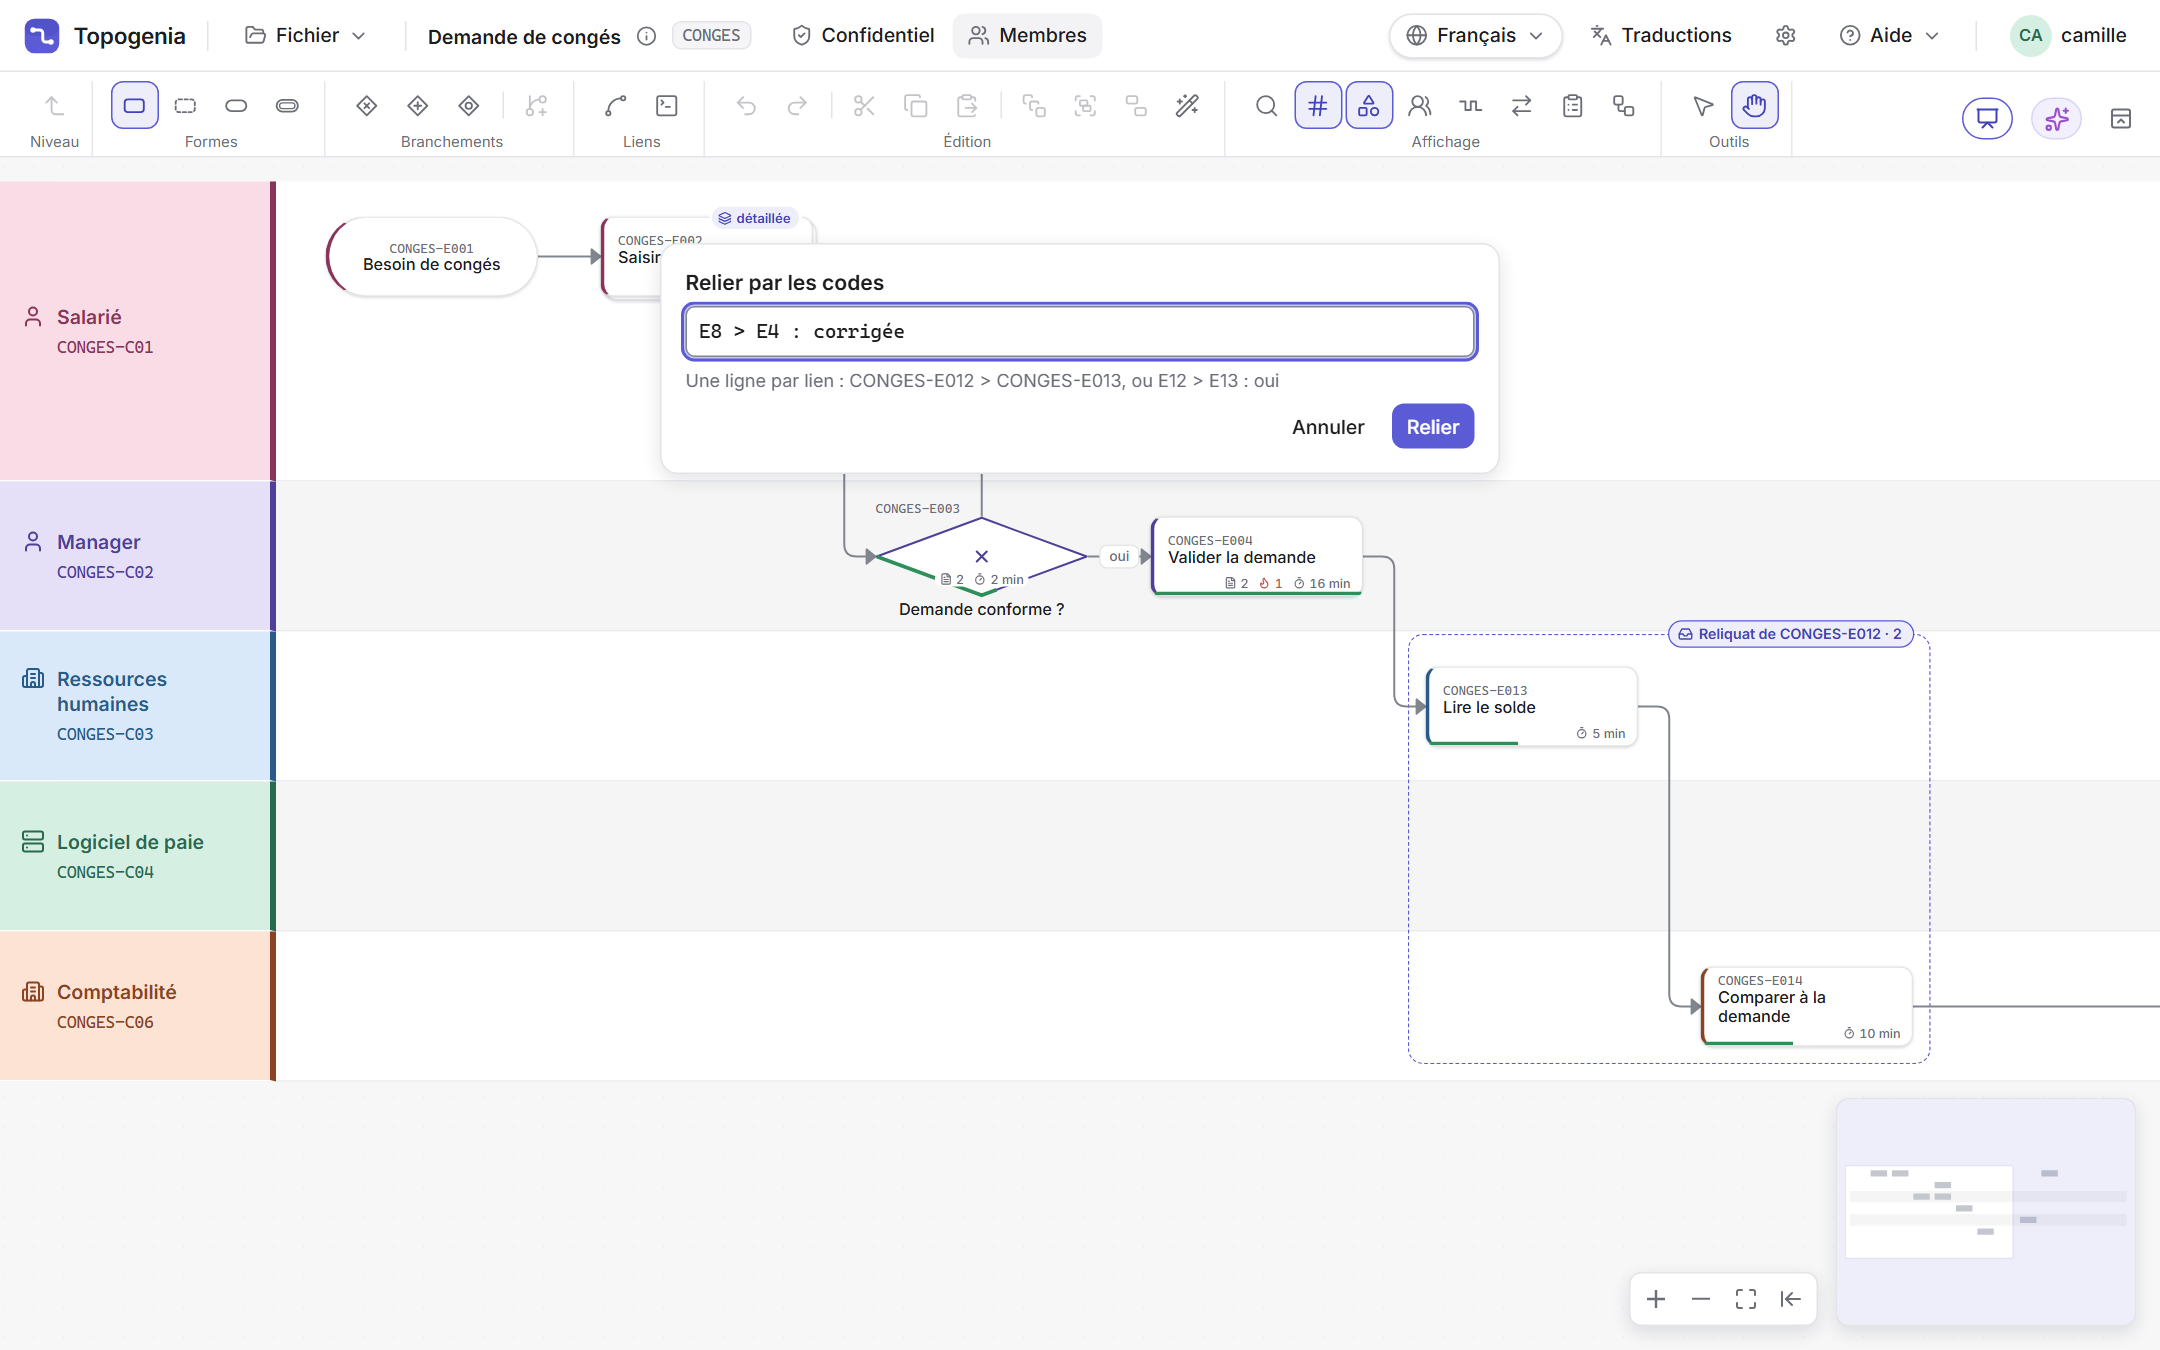 Topogenia
Fichier
Demande de congés
CONGES
Confidentiel
Membres
Français
Traductions
Aide
CA
camille
Niveau
Formes
Branchements
Liens
Édition
Affichage
Outils
Salarié
CONGES-C01
CONGES-E001
Besoin de congés
détaillée
CONGES-E002
Saisir
Relier par les codes
E8 > E4 : corrigée
Une ligne par lien : CONGES-E012 > CONGES-E013, ou E12 > E13 : oui
Annuler
Relier
Manager
CONGES-C02
CONGES-E003
2
2 min
Demande conforme ?
oui
CONGES-E004
Valider la demande
2
1
16 min
Ressources
humaines
CONGES-C03
Reliquat de CONGES-E012 · 2
CONGES-E013
Lire le solde
5 min
Logiciel de paie
CONGES-C04
Comptabilité
CONGES-C06
CONGES-E014
Comparer à la
demande
10 min